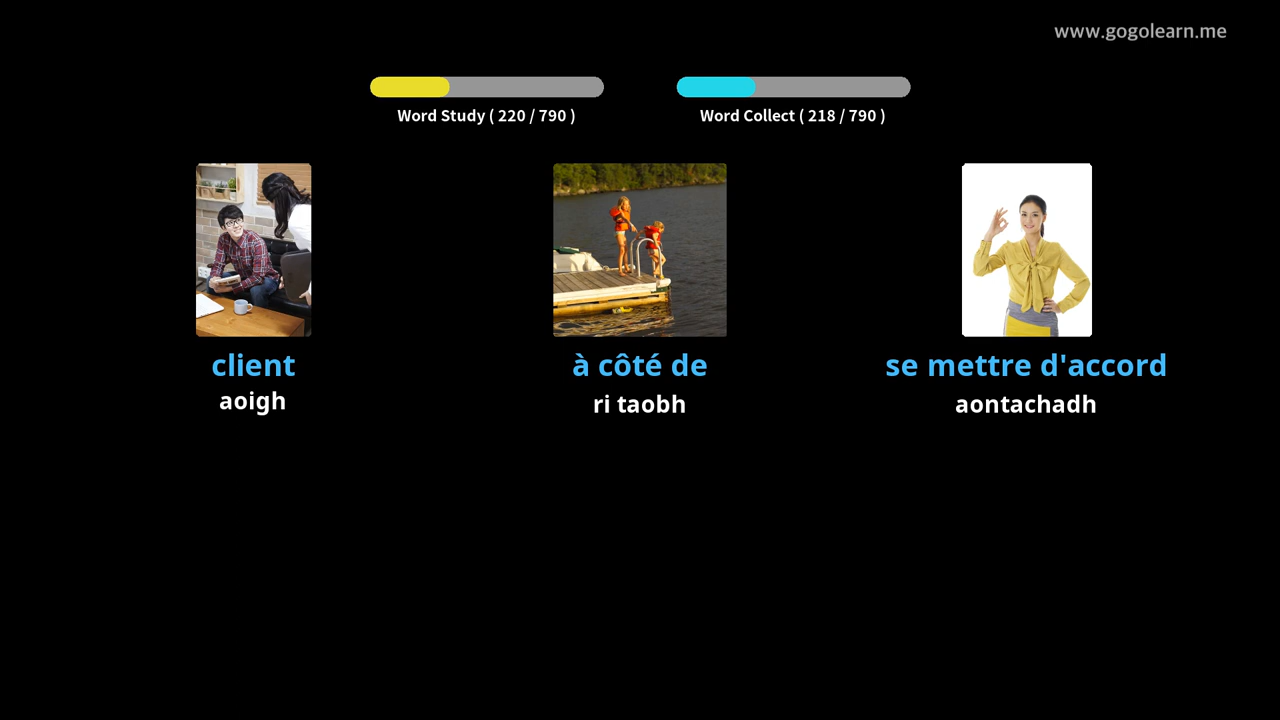 www.gogolearn.me
Word Study ( 220 / 790 )
Word Collect ( 218 / 790 )
client
aoigh
à côté de
ri taobh
se mettre d'accord
aontachadh